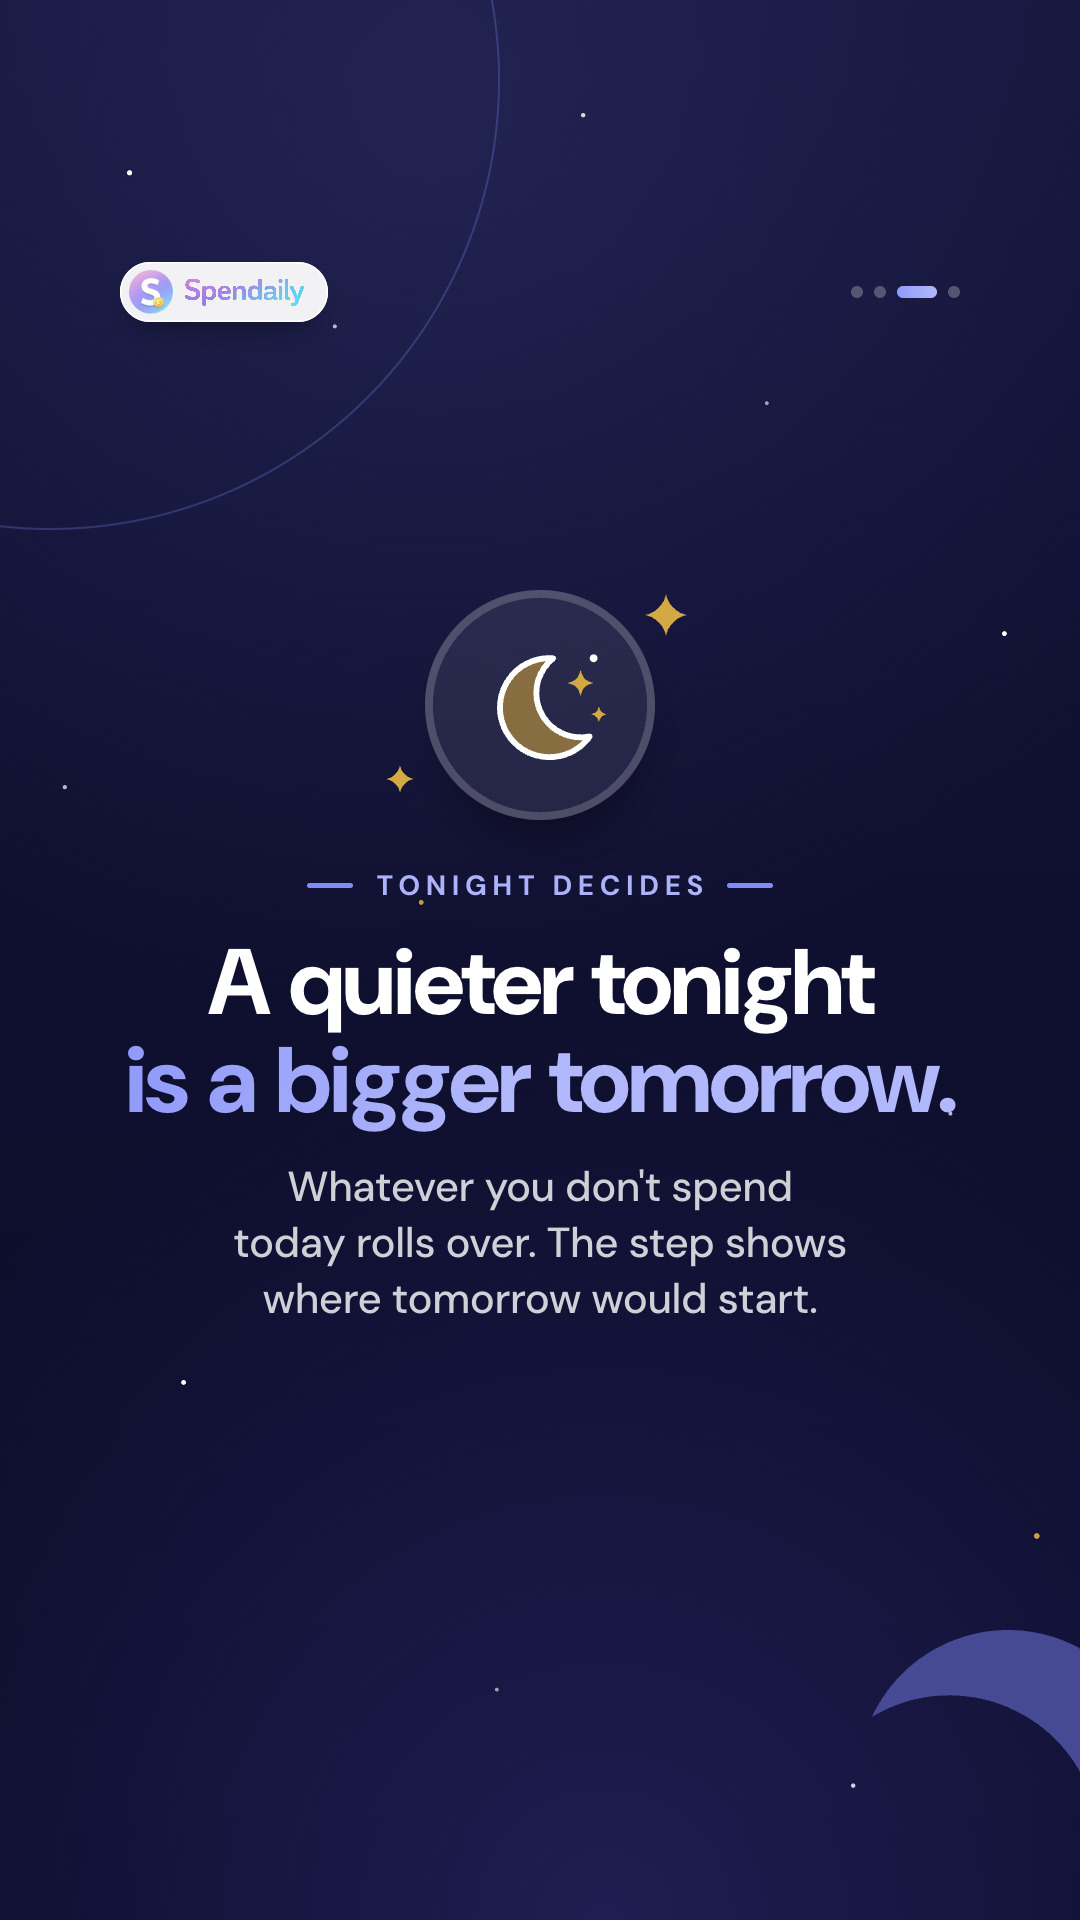 Spendaily
TONIGHT DECIDES
A quieter tonight
is a bigger tomorrow.
Whatever you don't spend
today rolls over. The step shows
where tomorrow would start.